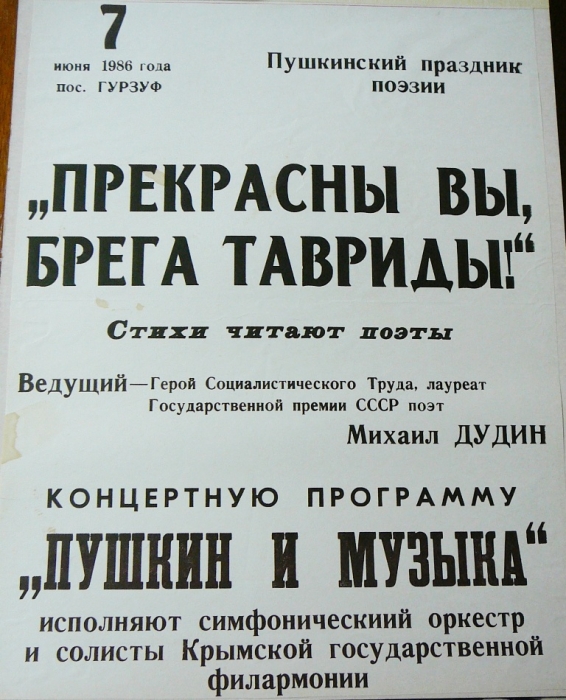 7
июня 1986 года
пос. ГУРЗУФ
Пушкинский праздник
поэзии
„ПРЕКРАСНЫ ВЫ,
БРЕГА ТАВРИДЫ!“
Стихи читают поэты
Ведущий—Герой Социалистического Труда, лауреат
Государственной премии СССР поэт
Михаил ДУДИН
КОНЦЕРТНУЮ ПРОГРАММУ
„ПУШКИН И МУЗЫКА“
исполняют симфоническиий оркестр
и солисты Крымской государственной
филармонии